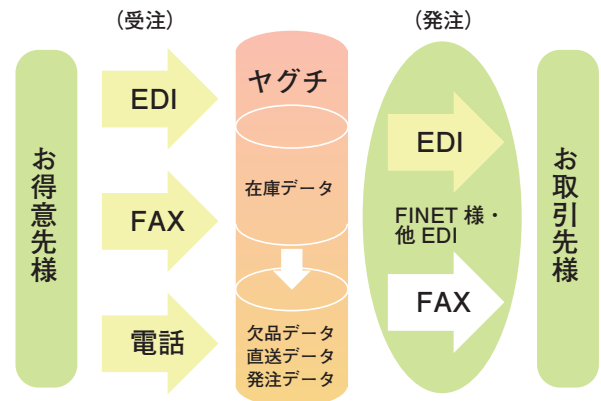 （受注）
（発注）
お得意先様
EDI
FAX
電話
ヤグチ
在庫データ
欠品データ
直送データ
発注データ
EDI
FINET 様・
他 EDI
FAX
お取引先様